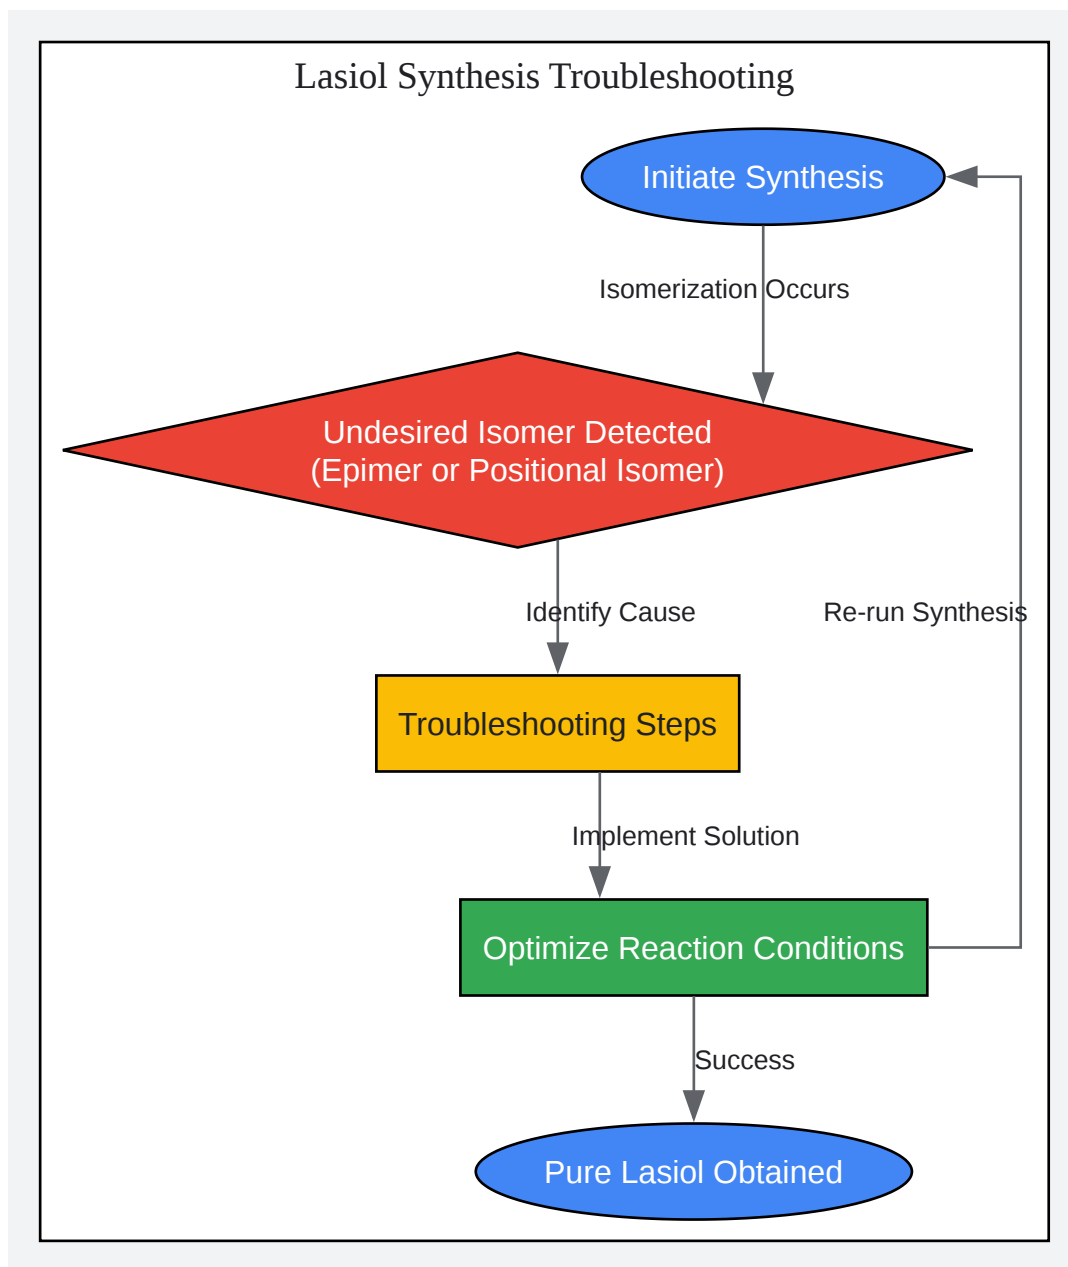 Lasiol Synthesis Troubleshooting
Initiate Synthesis
Isomerization Occurs
Undesired Isomer Detected
(Epimer or Positional Isomer)
Identify Cause
Re-run Synthesis
Troubleshooting Steps
Implement Solution
Optimize Reaction Conditions
Success
Pure Lasiol Obtained